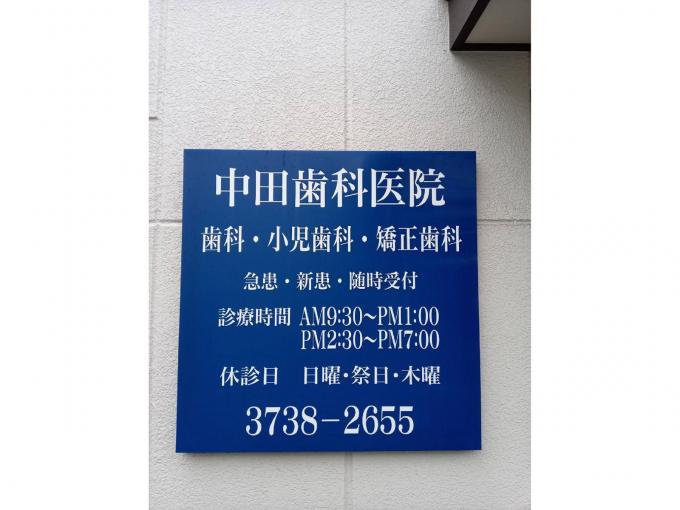 中田歯科医院
歯科・小児歯科・矯正歯科
急患・新患・随時受付
診療時間 AM9:30〜PM1:00
PM2:30〜PM7:00
休診日 日曜・祭日・木曜
3738-2655